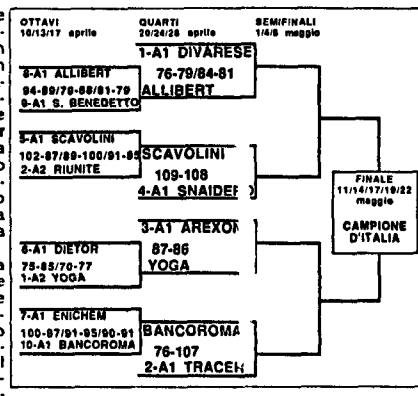 OTTAVI
10/13/17 aprile
QUARTI
20/24/28 aprile
SEMIFINALI
1/4/8 maggio
1-A1 DIVARESE
76-79/84-81
ALLIBERT
8-A1 ALLIBERT
94-89/76-88/81-79
9-A1 S. BENEDETTO
5-A1 SCAVOLINI
102-87/89-100/91-85
2-A2 RIUNITE
SCAVOLINI
109-108
4-A1 SNAIDERO
FINALE
11/14/17/19/22
maggio
CAMPIONE
D'ITALIA
3-A1 AREXON
87-86
YOGA
6-A1 DIETOR
75-85/70-77
1-A2 YOGA
7-A1 ENICHEM
100-87/91-95/90-91
10-A1 BANCOROMA
BANCOROMA
76-107
2-A1 TRACER